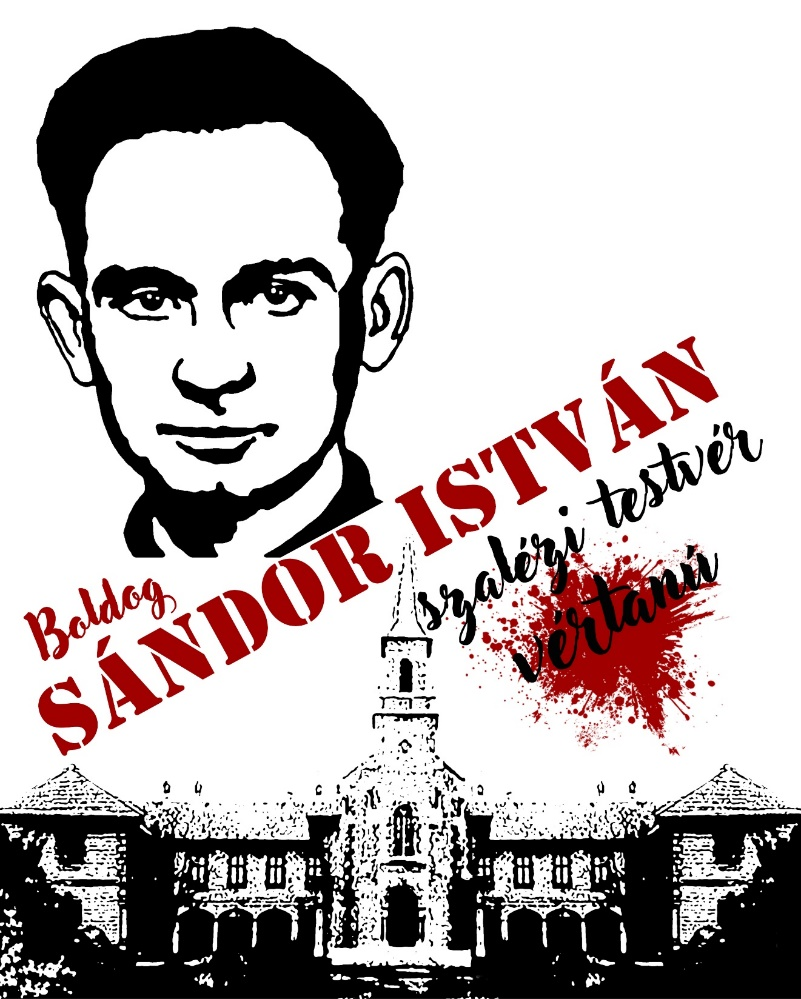 Boldog
SÁNDOR ISTVÁN
szalézi testvér
vértanú